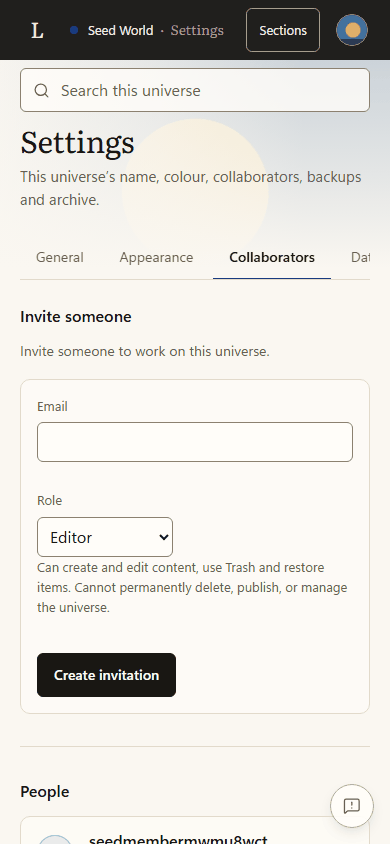 L Seed World · Settings Sections
Search this universe
Settings
This universe’s name, colour, collaborators, backups
and archive.
General Appearance Collaborators Dat
Invite someone
Invite someone to work on this universe.
Email
Role
Editor
Can create and edit content, use Trash and restore
items. Cannot permanently delete, publish, or manage
the universe.
Create invitation
People
seedmembermwmu8wct